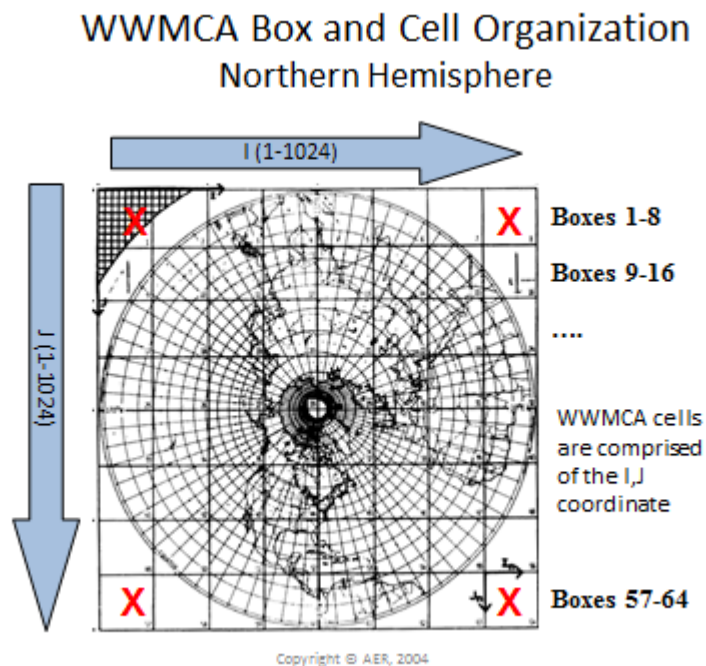 WWMCA Box and Cell Organization
Northern Hemisphere
I (1-1024)
J (1-1024)
X
X
Boxes 1-8
Boxes 9-16
....
WWMCA cells
are comprised
of the I,J
coordinate
X
X
Boxes 57-64
Copyright © AER, 2004